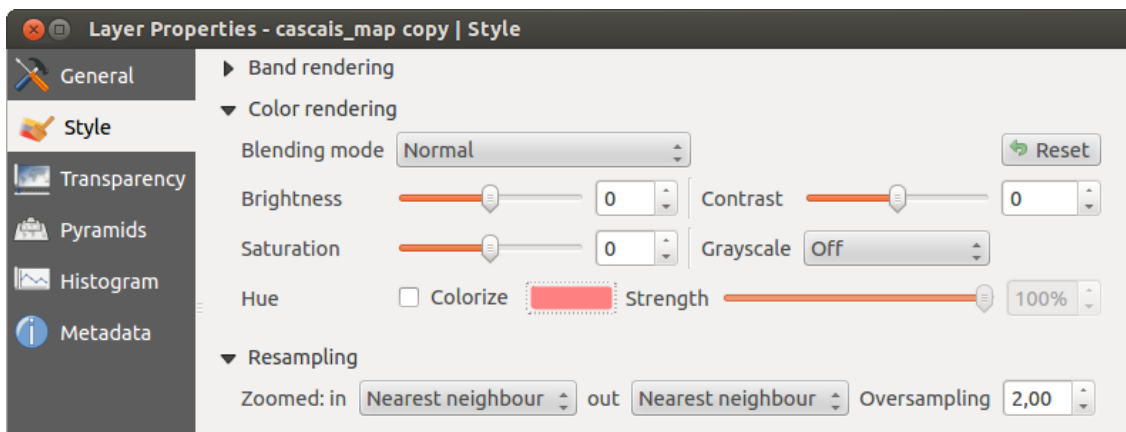 Layer Properties - cascais_map copy | Style
General
Style
Transparency
Pyramids
Histogram
Metadata
Band rendering
Color rendering
Blending mode Normal Reset
Brightness 0 Contrast 0
Saturation 0 Grayscale Off
Hue Colorize Strength 100%
Resampling
Zoomed: in Nearest neighbour out Nearest neighbour Oversampling 2,00